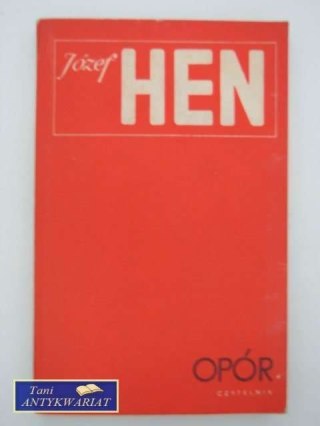 Józef
HEN
OPÓR
CZYTELNIK
Tani
ANTYKWARIAT